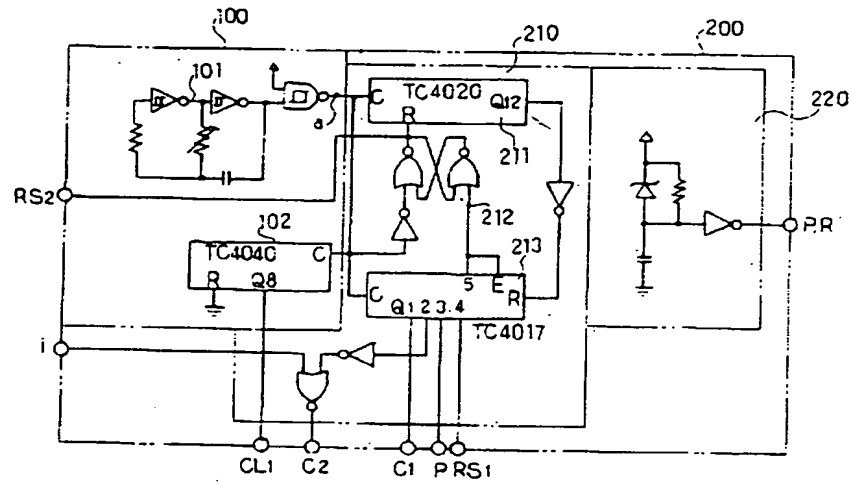 100
210
200
101
C
TC4020
Q12
220
a
R
211
RS2
102
212
P.R
213
TC4040
C
R
Q8
5
E
R
C
Q1 2 3.4
TC4017
i
CL1
C2
C1
P
RS1